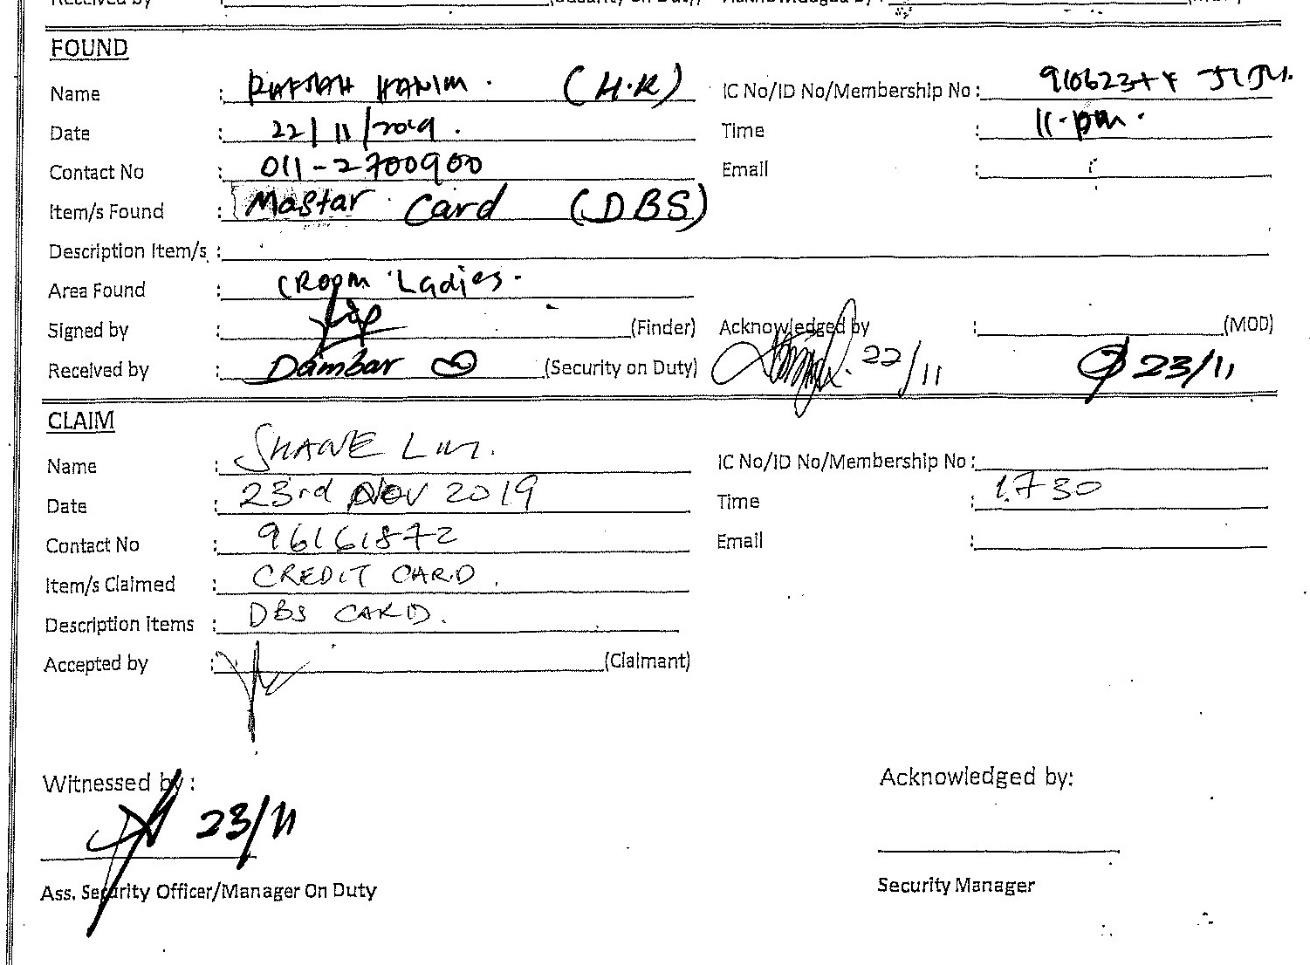 FOUND
Name : HANIM . (H.K) IC No/ID No/Membership No :
Date : 22/11/2019. Time : 11.pm.
Contact No : 011-2700900 Email :
Item/s Found : Mastar Card (DBS)
Description Item/s :
Area Found : CRoom Ladies.
Signed by : (Finder) Acknowledged by : (MOD)
Received by : Dambar (Security on Duty) 22/11 23/11
CLAIM
Name : SHANE LIM. IC No/ID No/Membership No :
Date : 23rd Nov 2019 Time : 1730
Contact No : 96161872 Email :
Item/s Claimed : CREDIT CARD .
Description items : DBS CARD.
Accepted by : (Claimant)
Witnessed by : Acknowledged by:
23/11
Ass. Security Officer/Manager On Duty Security Manager